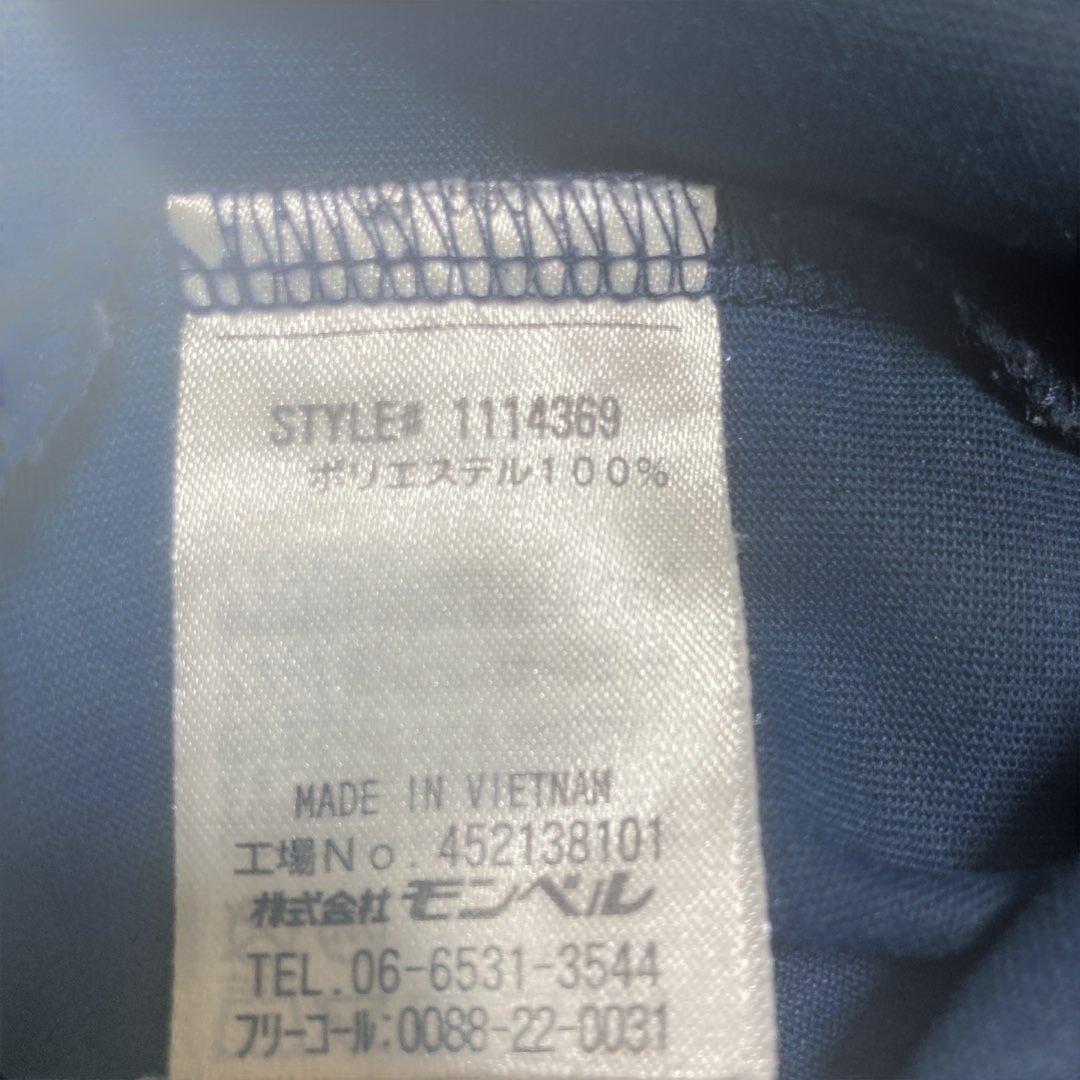 STYLE# 1114369
ポリエステル100%
MADE IN VIETNAM
工場No. 452138101
株式会社モンベル
TEL.06-6531-3544
フリーコール:0088-22-0031